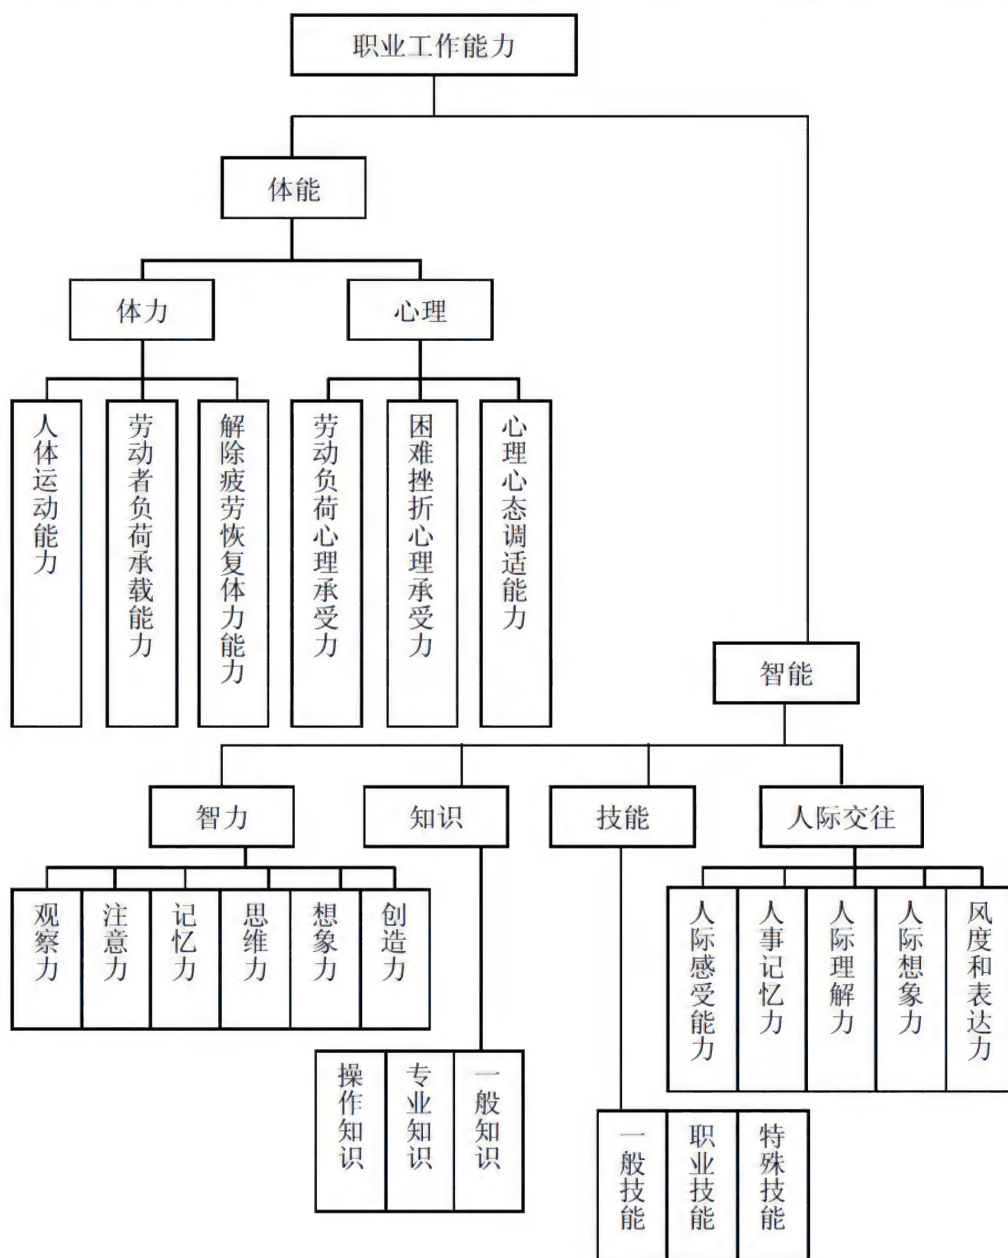 职业工作能力
体能
体力
心理
人体运动能力
劳动者负荷承载能力
解除疲劳恢复体力能力
劳动负荷心理承受力
困难挫折心理承受力
心理心态调适能力
智能
智力
知识
技能
人际交往
观察力
注意力
记忆力
思维力
想象力
创造力
人际感受能力
人事记忆力
人际理解力
人际想象力
风度和表达力
操作知识
专业知识
一般知识
一般技能
职业技能
特殊技能